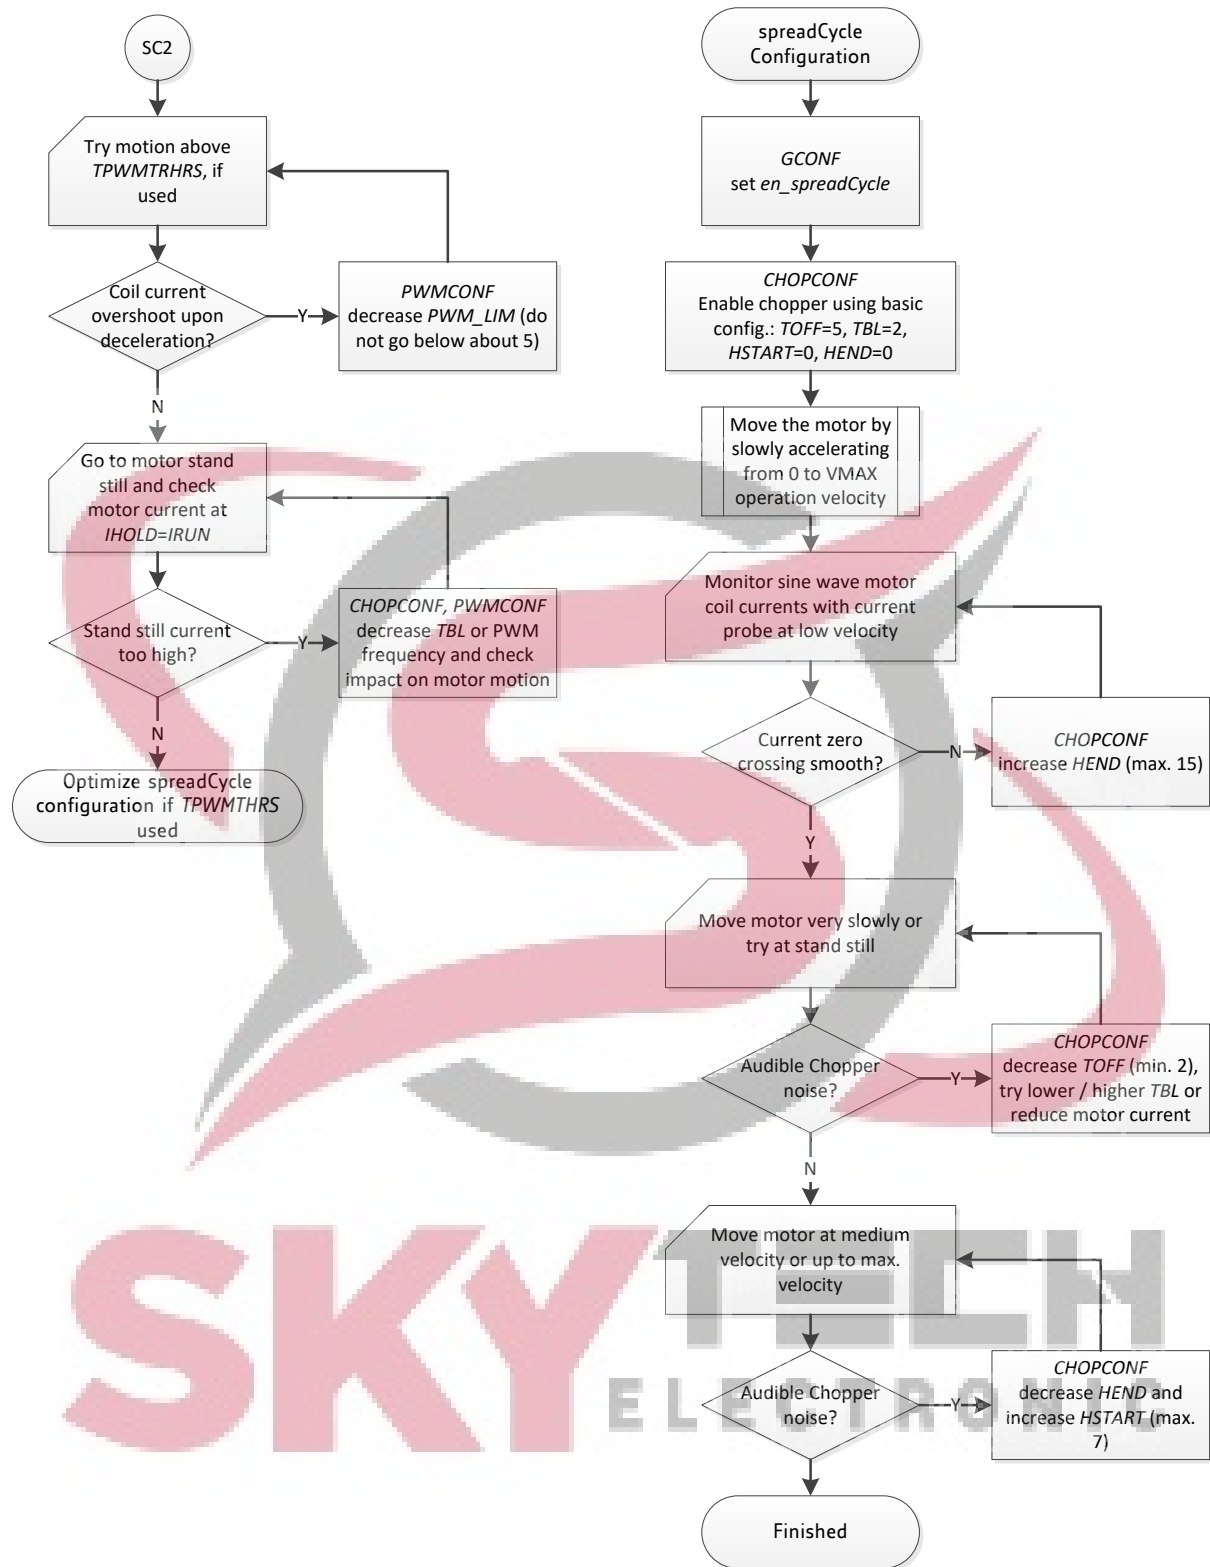 SC2
Try motion above
TPWMTRHRS, if
used
Coil current
overshoot upon
deceleration?
Y
PWMCONF
decrease PWM_LIM (do
not go below about 5)
N
Go to motor stand
still and check
motor current at
IHOLD=IRUN
Stand still current
too high?
Y
CHOPCONF, PWMCONF
decrease TBL or PWM
frequency and check
impact on motor motion
N
Optimize spreadCycle
configuration if TPWMTHRS
used
spreadCycle
Configuration
GCONF
set en_spreadCycle
CHOPCONF
Enable chopper using basic
config.: TOFF=5, TBL=2,
HSTART=0, HEND=0
Move the motor by
slowly accelerating
from 0 to VMAX
operation velocity
Monitor sine wave motor
coil currents with current
probe at low velocity
Current zero
crossing smooth?
N
CHOPCONF
increase HEND (max. 15)
Y
Move motor very slowly or
try at stand still
Audible Chopper
noise?
Y
CHOPCONF
decrease TOFF (min. 2),
try lower / higher TBL or
reduce motor current
N
Move motor at medium
velocity or up to max.
velocity
Audible Chopper
noise?
Y
CHOPCONF
decrease HEND and
increase HSTART (max.
7)
Finished
SKYTECH
ELECTRONIC